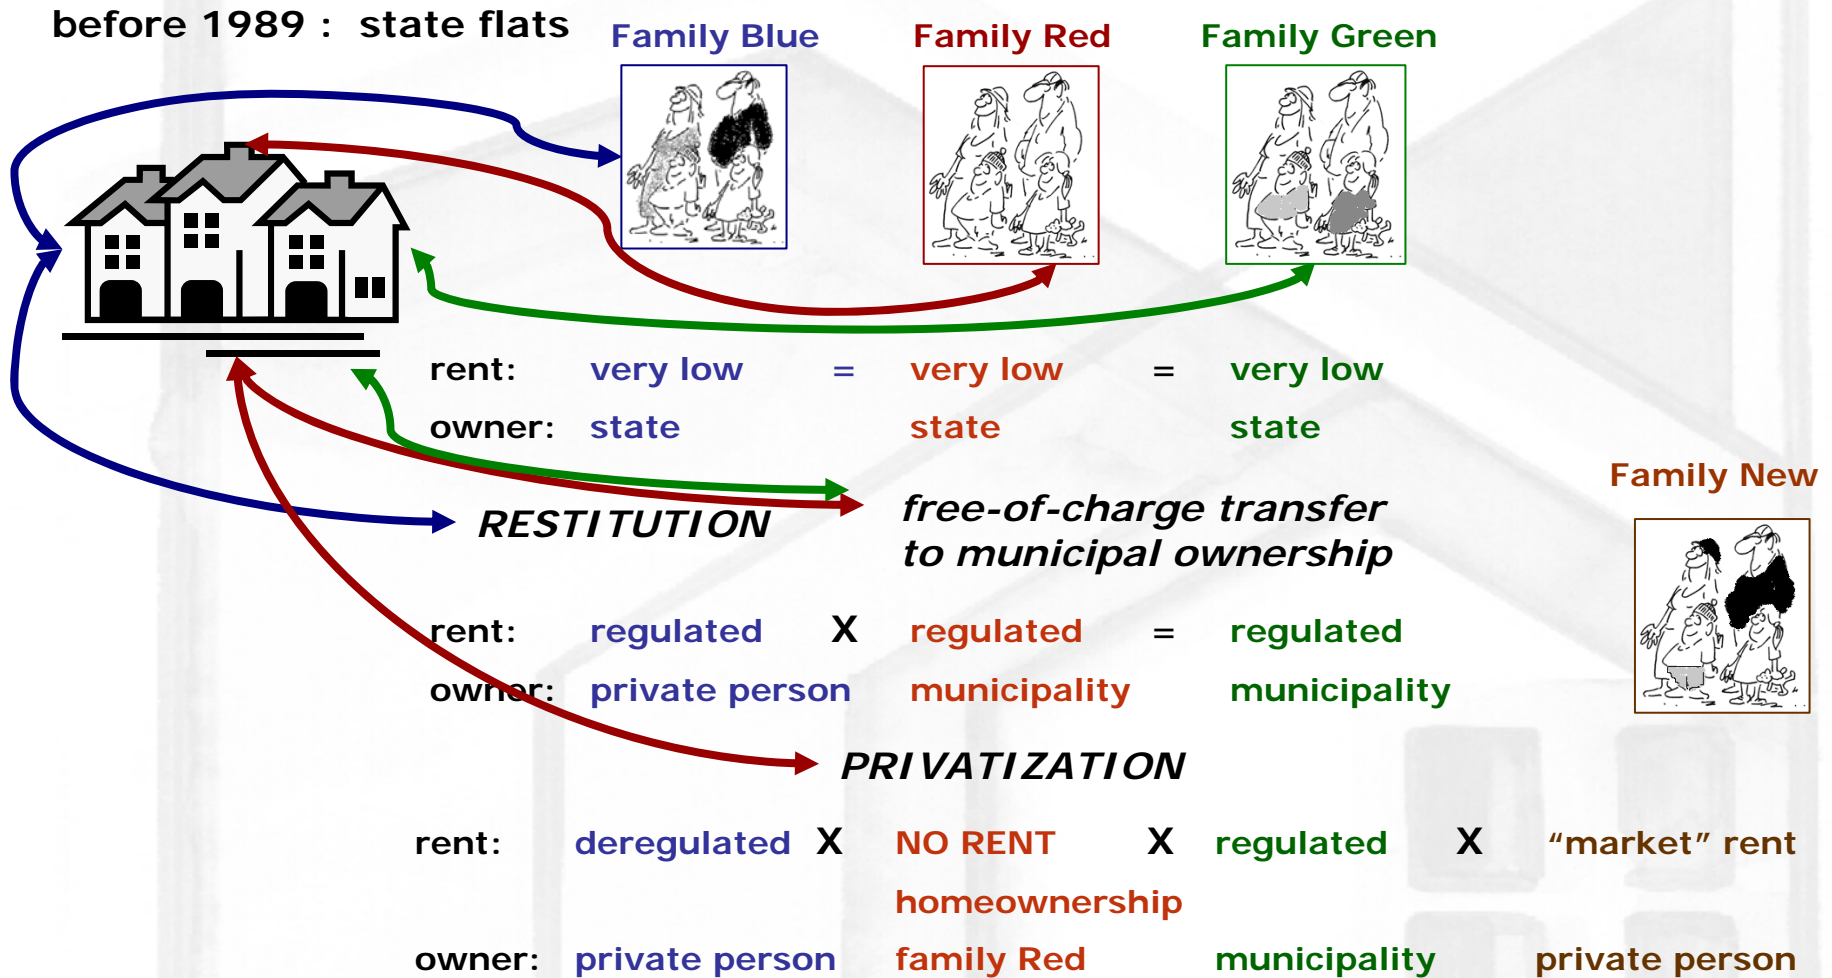 before 1989 : state flats
Family Blue Family Red Family Green
rent: very low = very low = very low
owner: state state state
Family New
RESTITUTION free-of-charge transfer
to municipal ownership
rent: regulated X regulated = regulated
owner: private person municipality municipality
PRIVATIZATION
rent: deregulated X NO RENT X regulated X “market” rent
homeownership
owner: private person family Red municipality private person